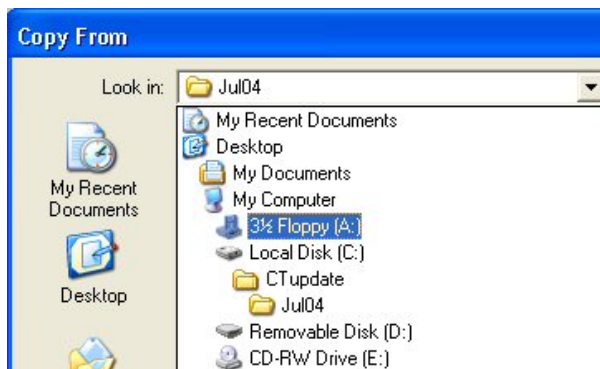 Copy From
Look in:
Jul04
My Recent Documents
Desktop
My Documents
My Computer
3½ Floppy (A:)
Local Disk (C:)
CTupdate
Jul04
Removable Disk (D:)
CD-RW Drive (E:)
My Recent
Documents
Desktop